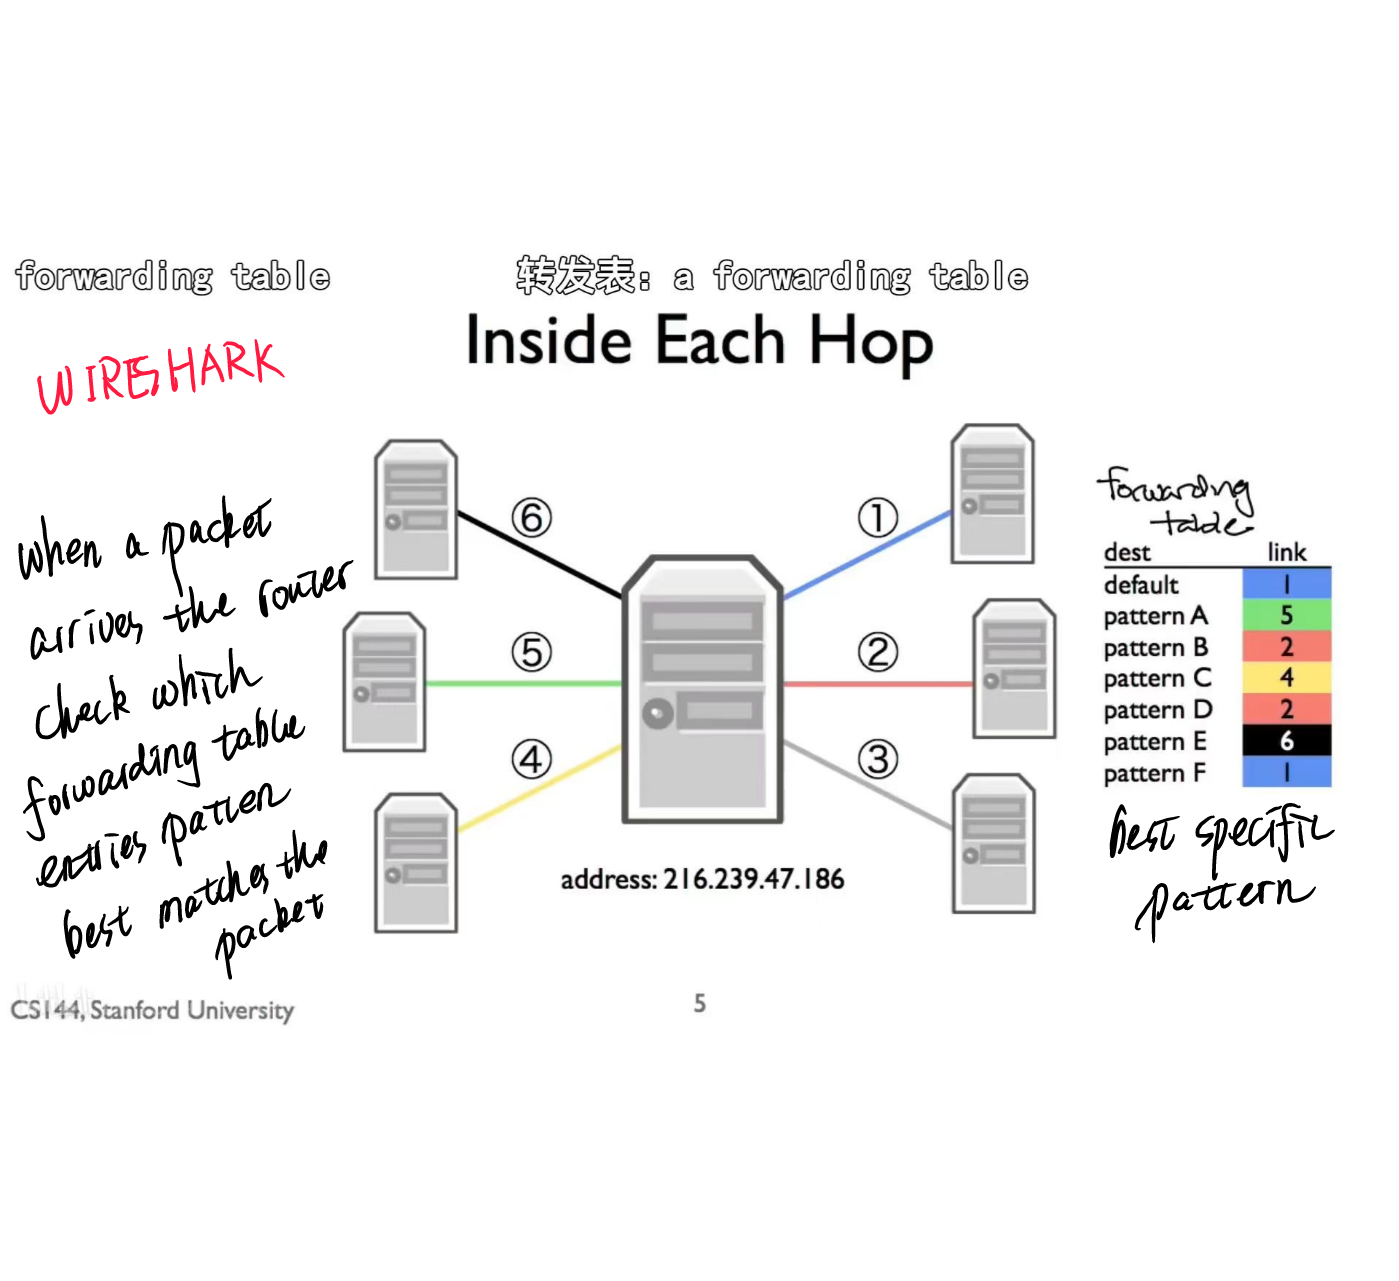 forwarding table
转发表: a forwarding table
Inside Each Hop
WIRESHARK
when a packet
arrives the router
check which
forwarding table
entries patten
best matches the
packet
⑥
①
⑤
②
④
③
address: 216.239.47.186
forwarding
table
dest link
default 1
pattern A 5
pattern B 2
pattern C 4
pattern D 2
pattern E 6
pattern F 1
best specific
pattern
CS144, Stanford University
5